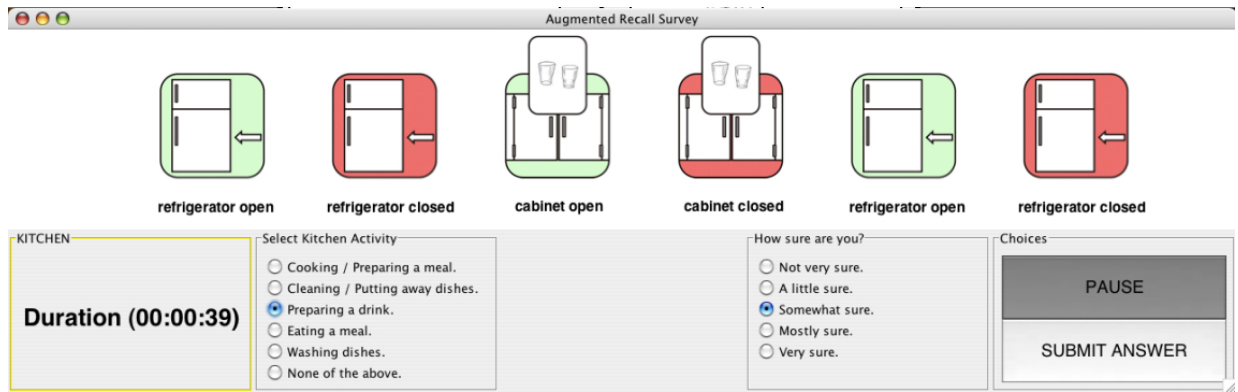 Augmented Recall Survey
refrigerator open
refrigerator closed
cabinet open
cabinet closed
refrigerator open
refrigerator closed
KITCHEN
Duration (00:00:39)
Select Kitchen Activity
Cooking / Preparing a meal.
Cleaning / Putting away dishes.
Preparing a drink.
Eating a meal.
Washing dishes.
None of the above.
How sure are you?
Not very sure.
A little sure.
Somewhat sure.
Mostly sure.
Very sure.
Choices
PAUSE
SUBMIT ANSWER